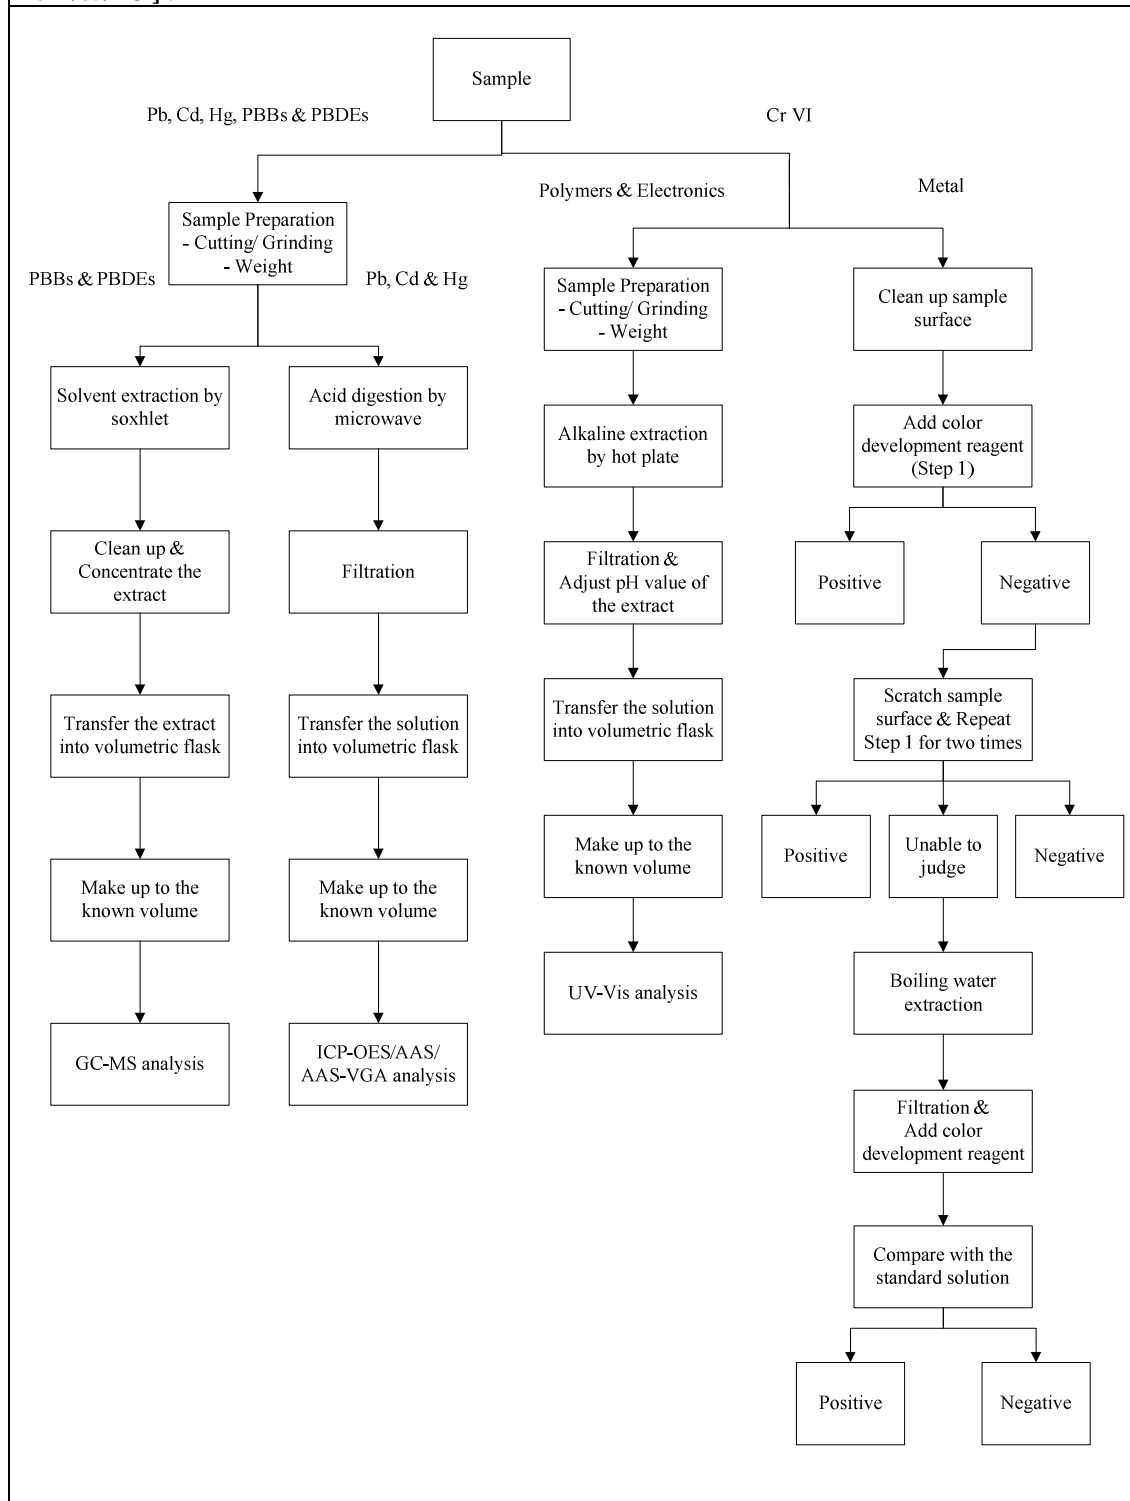 Sample
Pb, Cd, Hg, PBBs & PBDEs
Cr VI
Polymers & Electronics
Metal
Sample Preparation
- Cutting/ Grinding
- Weight
PBBs & PBDEs
Pb, Cd & Hg
Solvent extraction by
soxhlet
Clean up &
Concentrate the
extract
Transfer the extract
into volumetric flask
Make up to the
known volume
GC-MS analysis
Acid digestion by
microwave
Filtration
Transfer the solution
into volumetric flask
Make up to the
known volume
ICP-OES/AAS/
AAS-VGA analysis
Sample Preparation
- Cutting/ Grinding
- Weight
Alkaline extraction
by hot plate
Filtration &
Adjust pH value of
the extract
Transfer the solution
into volumetric flask
Make up to the
known volume
UV-Vis analysis
Clean up sample
surface
Add color
development reagent
(Step 1)
Positive
Negative
Scratch sample
surface & Repeat
Step 1 for two times
Positive
Unable to
judge
Negative
Boiling water
extraction
Filtration &
Add color
development reagent
Compare with the
standard solution
Positive
Negative